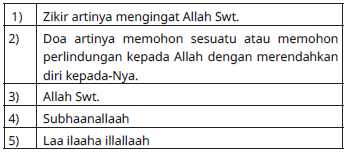 1) Zikir artinya mengingat Allah Swt.
2) Doa artinya memohon sesuatu atau memohon
perlindungan kepada Allah dengan merendahkan
diri kepada-Nya.
3) Allah Swt.
4) Subhaanallaah
5) Laa ilaaha illallaah